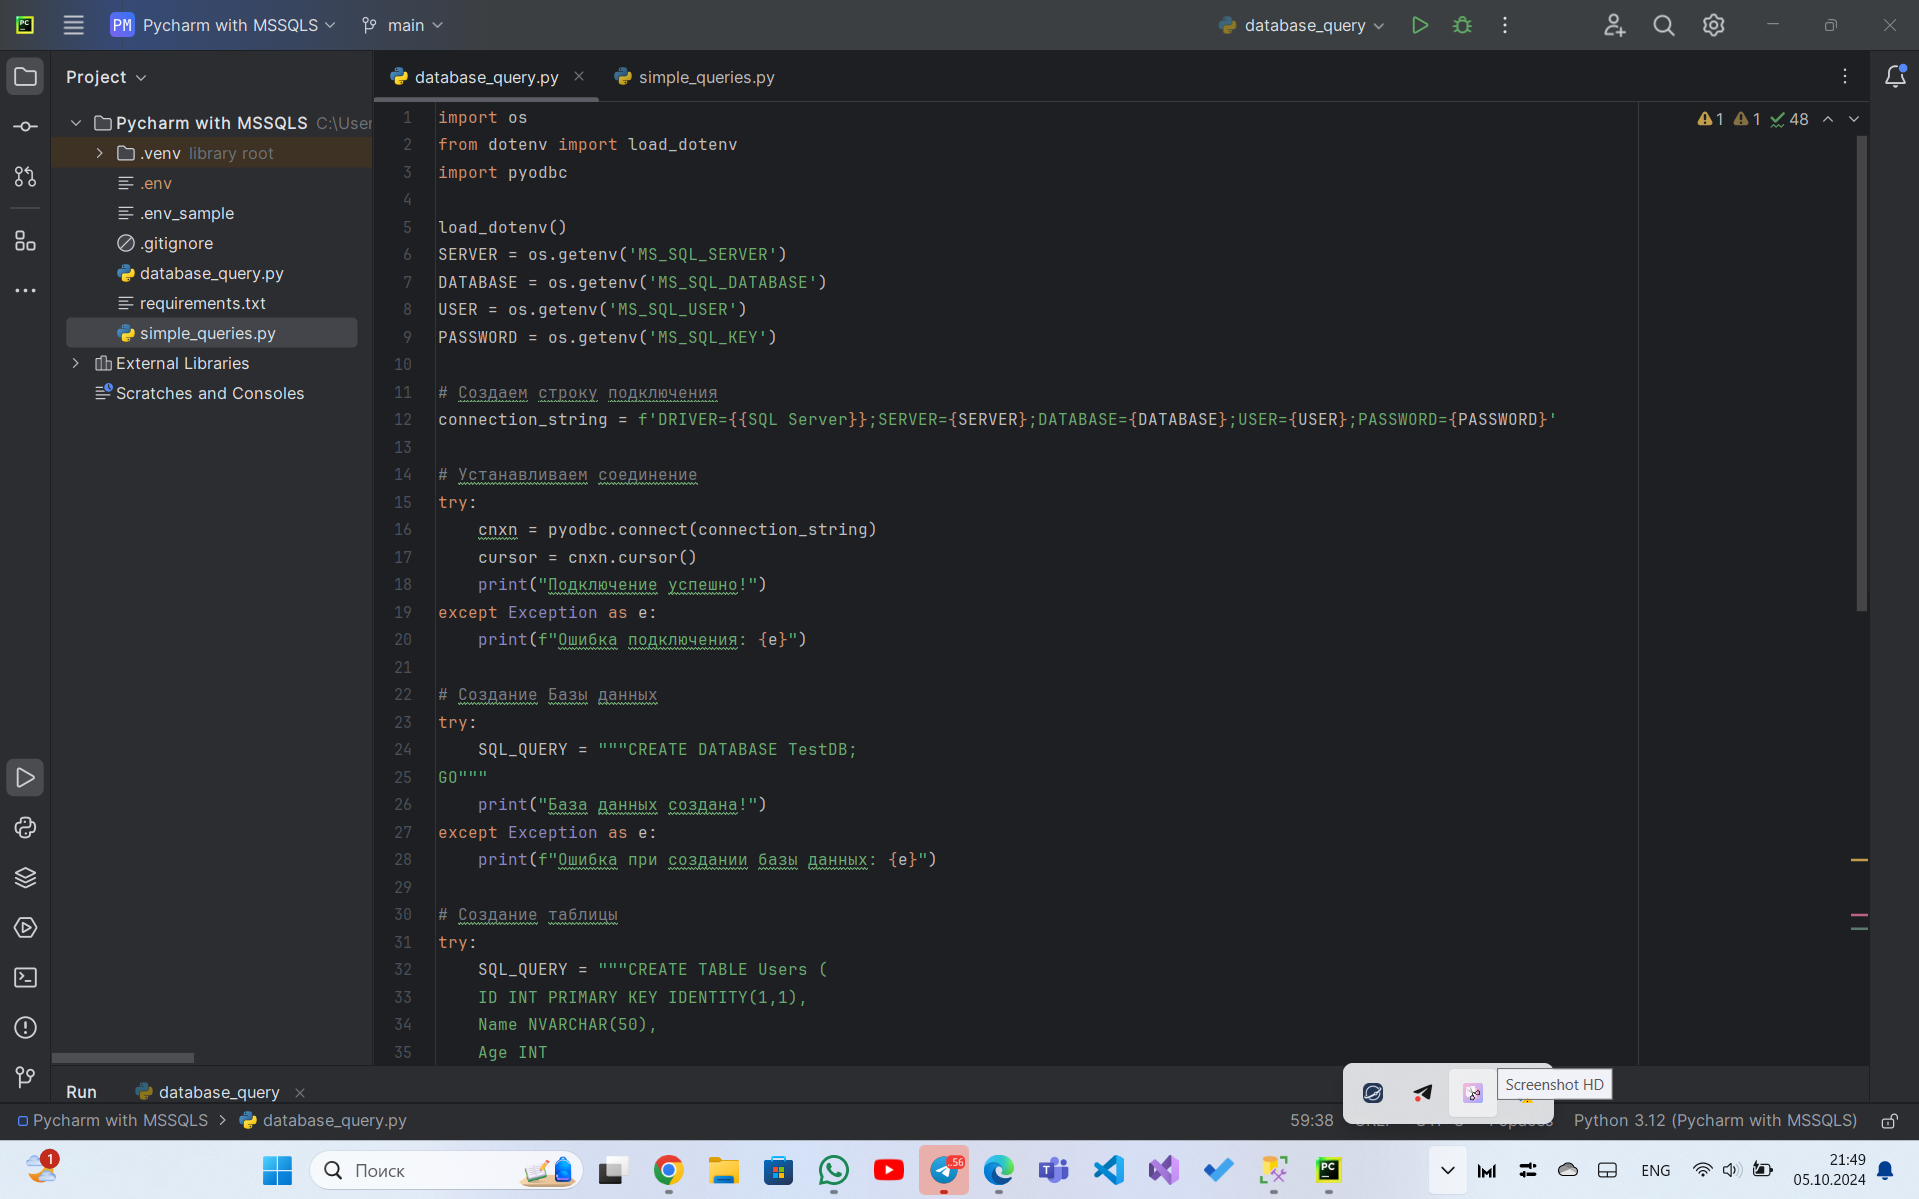 PM Pycharm with MSSQLS main database_query
Project
database_query.py simple_queries.py
Pycharm with MSSQLS C:\User
.venv library root
.env
.env_sample
.gitignore
database_query.py
requirements.txt
simple_queries.py
External Libraries
Scratches and Consoles
1 1 48
1 import os
2 from dotenv import load_dotenv
3 import pyodbc
4
5 load_dotenv()
6 SERVER = os.getenv('MS_SQL_SERVER')
7 DATABASE = os.getenv('MS_SQL_DATABASE')
8 USER = os.getenv('MS_SQL_USER')
9 PASSWORD = os.getenv('MS_SQL_KEY')
10
11 # Создаем строку подключения
12 connection_string = f'DRIVER={{SQL Server}};SERVER={SERVER};DATABASE={DATABASE};USER={USER};PASSWORD={PASSWORD}'
13
14 # Устанавливаем соединение
15 try:
16 cnxn = pyodbc.connect(connection_string)
17 cursor = cnxn.cursor()
18 print("Подключение успешно!")
19 except Exception as e:
20 print(f"Ошибка подключения: {e}")
21
22 # Создание Базы данных
23 try:
24 SQL_QUERY = """CREATE DATABASE TestDB;
25 GO"""
26 print("База данных создана!")
27 except Exception as e:
28 print(f"Ошибка при создании базы данных: {e}")
29
30 # Создание таблицы
31 try:
32 SQL_QUERY = """CREATE TABLE Users (
33 ID INT PRIMARY KEY IDENTITY(1,1),
34 Name NVARCHAR(50),
35 Age INT
Run database_query
Screenshot HD
Pycharm with MSSQLS database_query.py 59:38 Python 3.12 (Pycharm with MSSQLS)
1 Поиск 56 PC ENG 21:49
05.10.2024